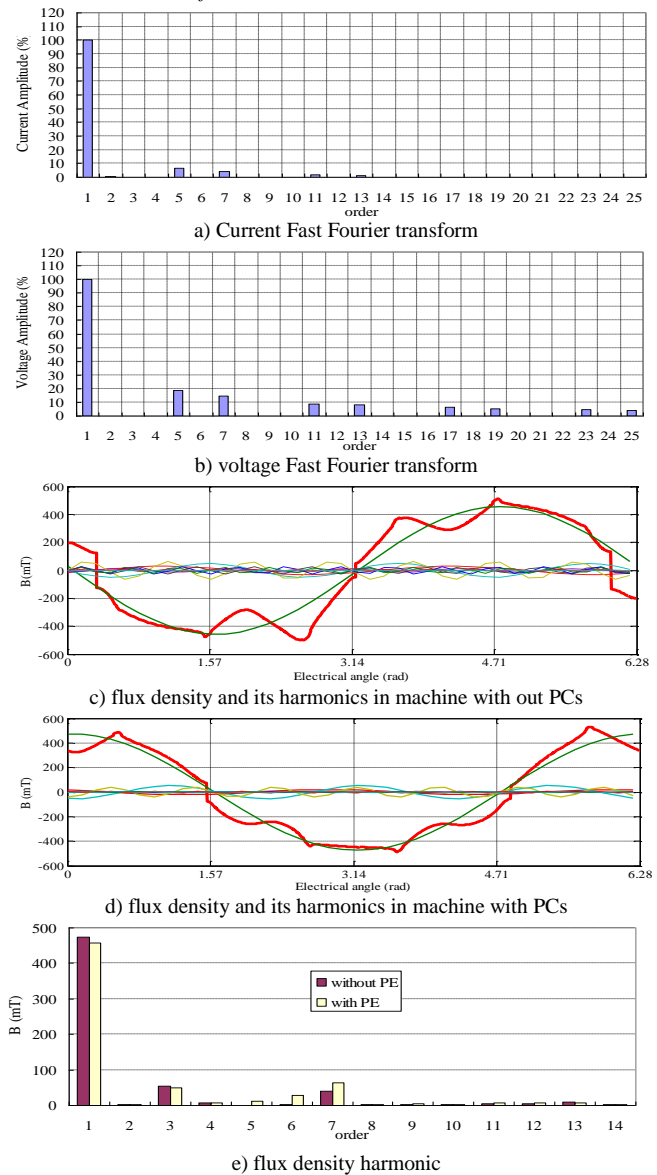 120
110
100
90
80
70
60
50
40
30
20
10
0
Current Amplitude (%
1 2 3 4 5 6 7 8 9 10 11 12 13 14 15 16 17 18 19 20 21 22 23 24 25
order
a) Current Fast Fourier transform
120
110
100
90
80
70
60
50
40
30
20
10
0
Voltage Amplitude (%
1 2 3 4 5 6 7 8 9 10 11 12 13 14 15 16 17 18 19 20 21 22 23 24 25
b) voltage Fast Fourier transform
600
400
200
0
-200
-400
-600
B(mT)
0 1.57 3.14 4.71 6.28
Electrical angle (rad)
c) flux density and its harmonics in machine with out PCs
600
400
200
0
-200
-400
-600
B (mT)
0 1.57 3.14 4.71 6.28
Electrical angle (rad)
d) flux density and its harmonics in machine with PCs
500
400
300
200
100
0
B (mT)
without PE
with PE
1 2 3 4 5 6 7 8 9 10 11 12 13 14
order
e) flux density harmonic